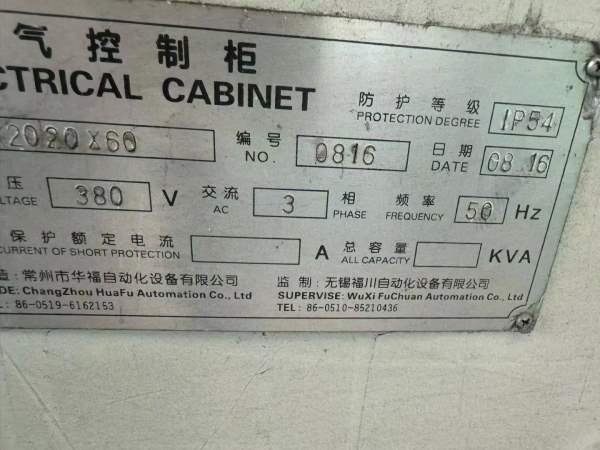 气控制柜
CTRICAL CABINET
防护等级 IP54
PROTECTION DEGREE
2020X60 编号 NO. 0816 日期 DATE 08.16
压 LTAGE 380 V 交流 AC 3 相 PHASE 频率 FREQUENCY 50 Hz
保护额定电流 A 总容量 KVA
CURRENT OF SHORT PROTECTION ALL CAPACITY
造：常州市华福自动化设备有限公司 监制：无锡福川自动化设备有限公司
DE: ChangZhou HuaFu Automation Co., Ltd SUPERVISE: WuXi FuChuan Automation Co., Ltd
L: 86-0519-6162153 TEL: 86-0510-85210436